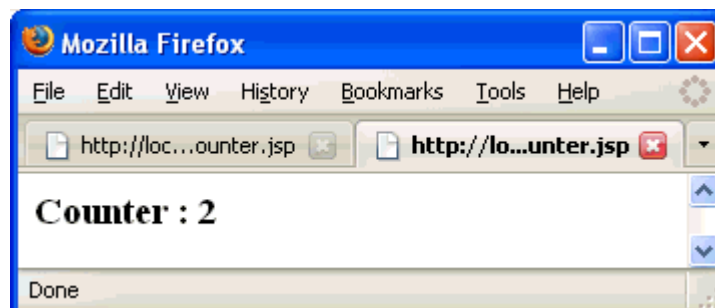 Mozilla Firefox
File Edit View History Bookmarks Tools Help
http://loc...ounter.jsp http://lo...unter.jsp
Counter : 2
Done